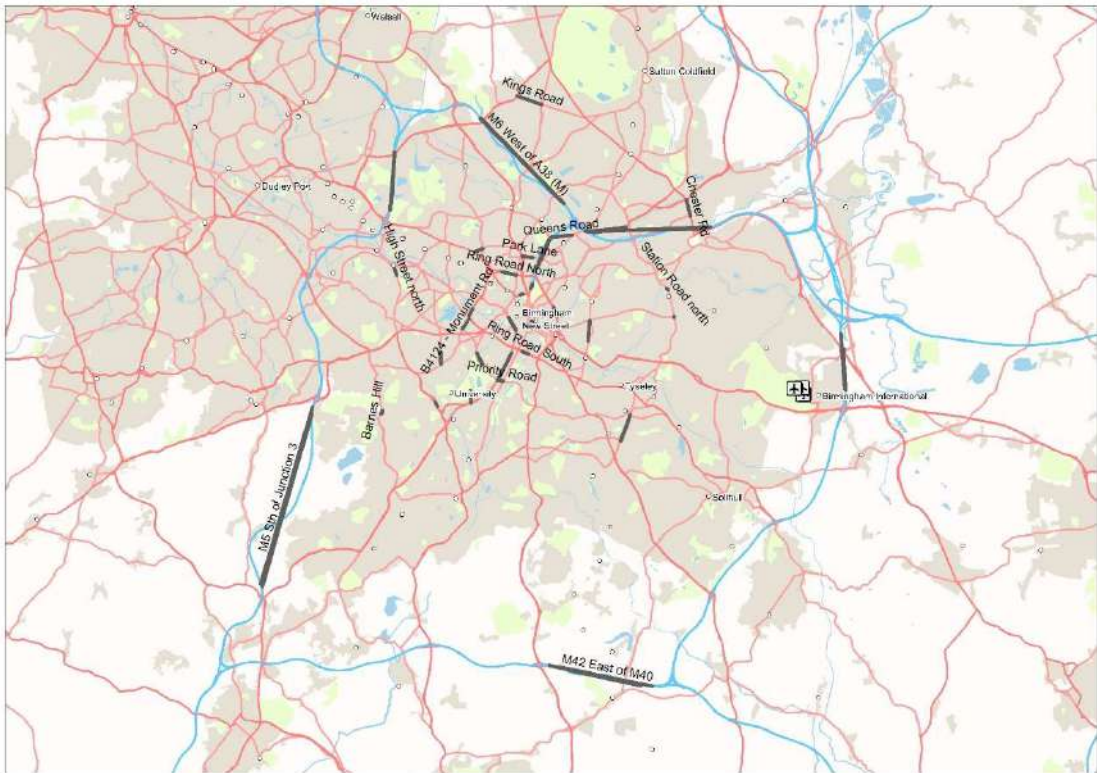 Walsall
Sutton Coldfield
Kings Road
M6 West of A38 (M)
Dudley Port
Chester Rd
Queens Road
Park Lane
Ring Road North
High Street north
Station Road north
B4124 - Monument Rd
Birmingham
New Street
Ring Road South
Priority Road
Tyseley
University
Birmingham International
Barnes Hill
M5 Sth of Junction 3
Solihull
M42 East of M40